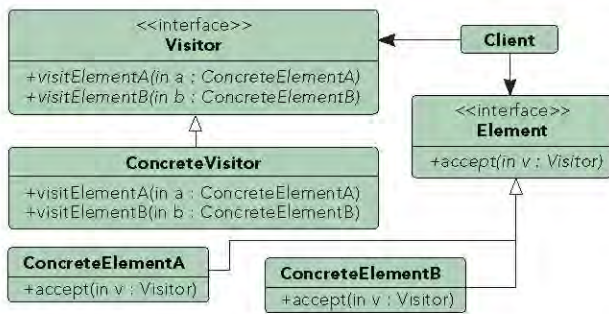 <<interface>>
Visitor
+visitElementA(in a : ConcreteElementA)
+visitElementB(in b : ConcreteElementB)
Client
<<interface>>
Element
+accept(in v : Visitor)
ConcreteVisitor
+visitElementA(in a : ConcreteElementA)
+visitElementB(in b : ConcreteElementB)
ConcreteElementA
+accept(in v : Visitor)
ConcreteElementB
+accept(in v : Visitor)